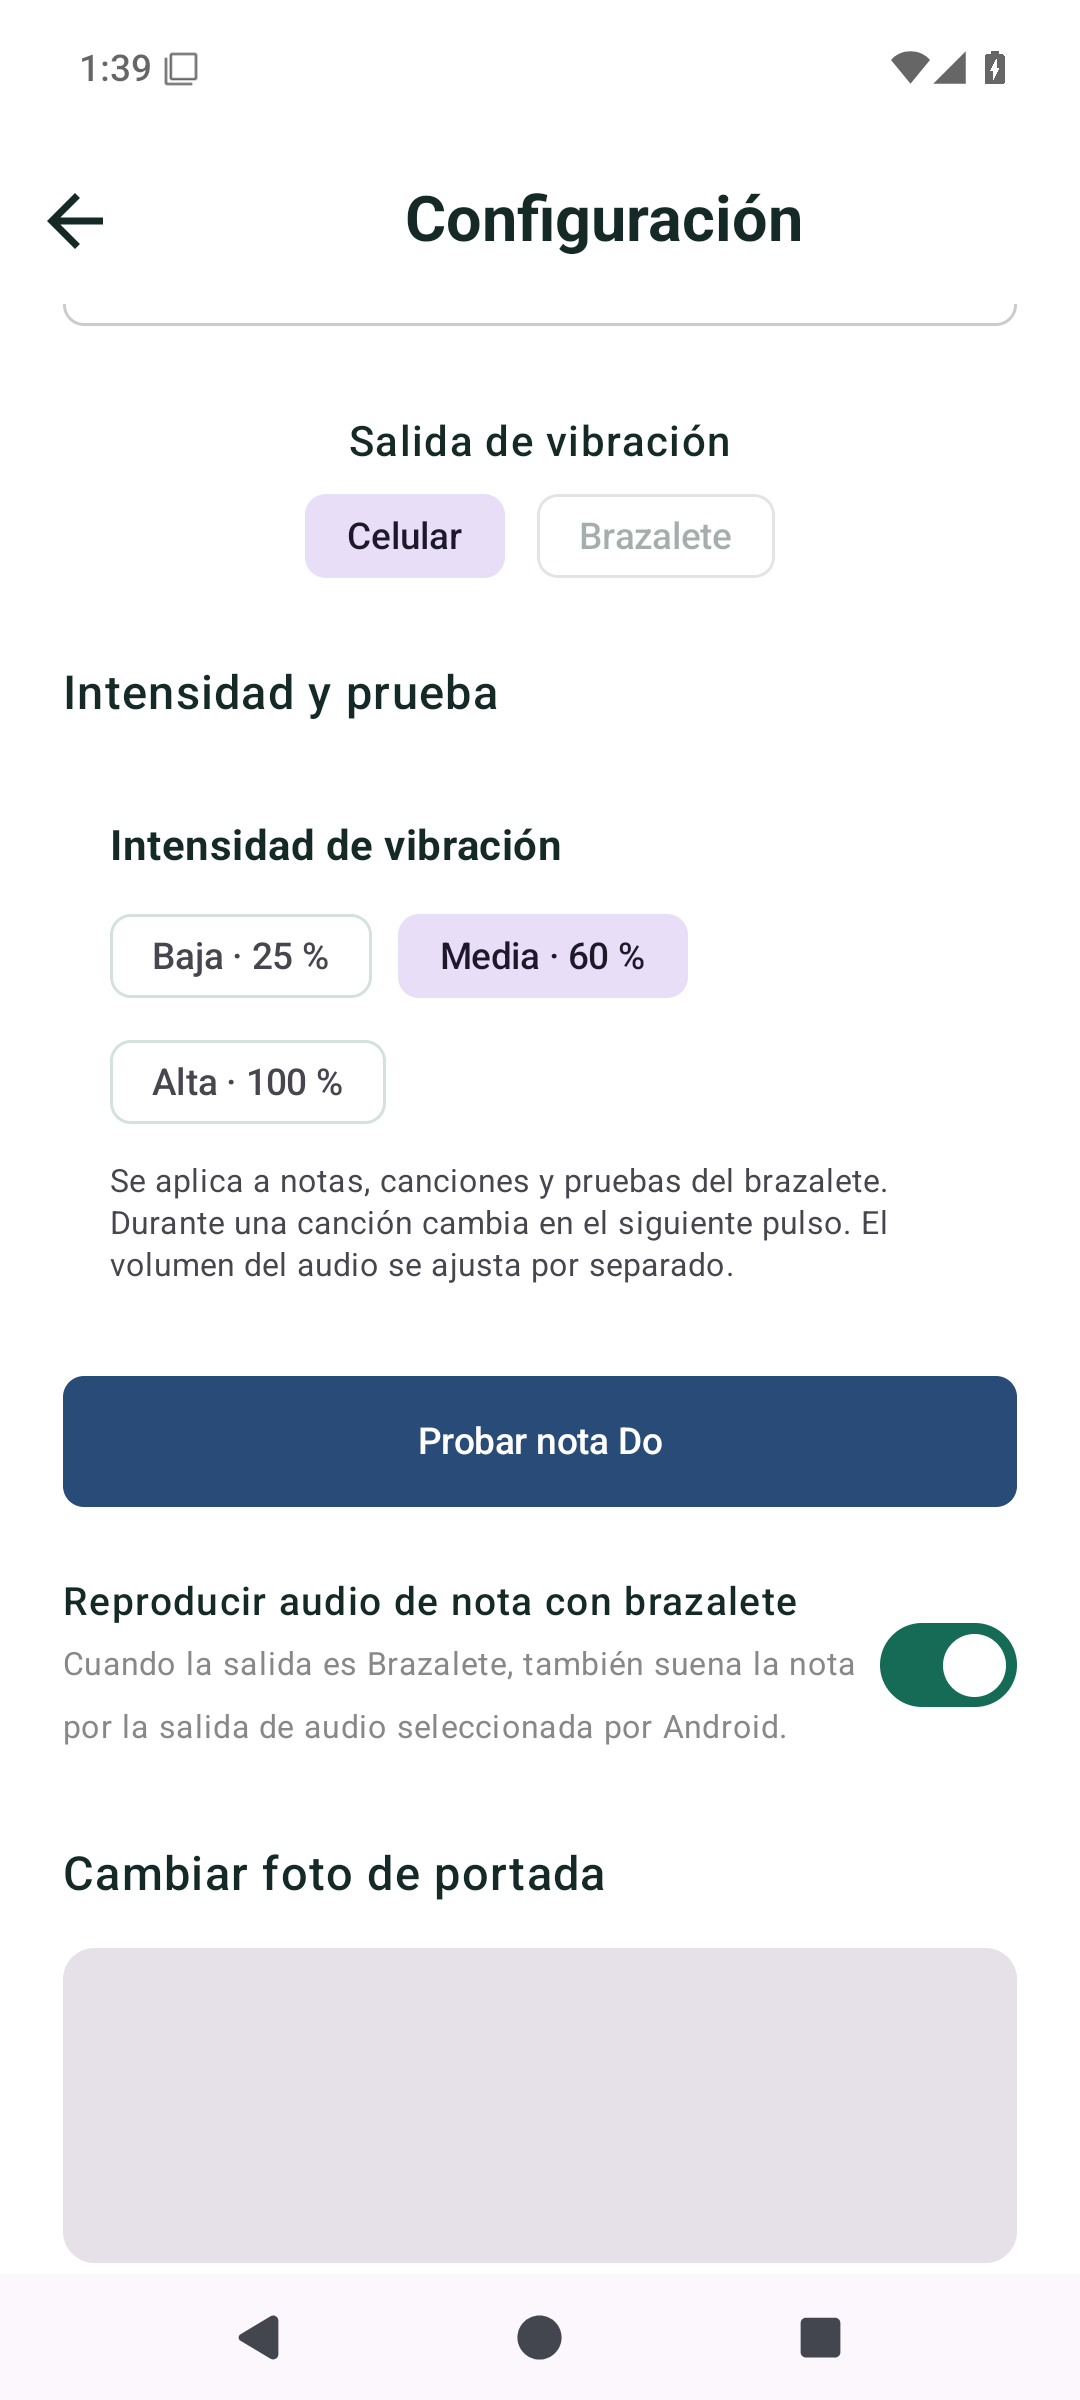 1:39
Configuración
Salida de vibración
Celular
Brazalete
Intensidad y prueba
Intensidad de vibración
Baja · 25 %
Media · 60 %
Alta · 100 %
Se aplica a notas, canciones y pruebas del brazalete.
Durante una canción cambia en el siguiente pulso. El
volumen del audio se ajusta por separado.
Probar nota Do
Reproducir audio de nota con brazalete
Cuando la salida es Brazalete, también suena la nota
por la salida de audio seleccionada por Android.
Cambiar foto de portada